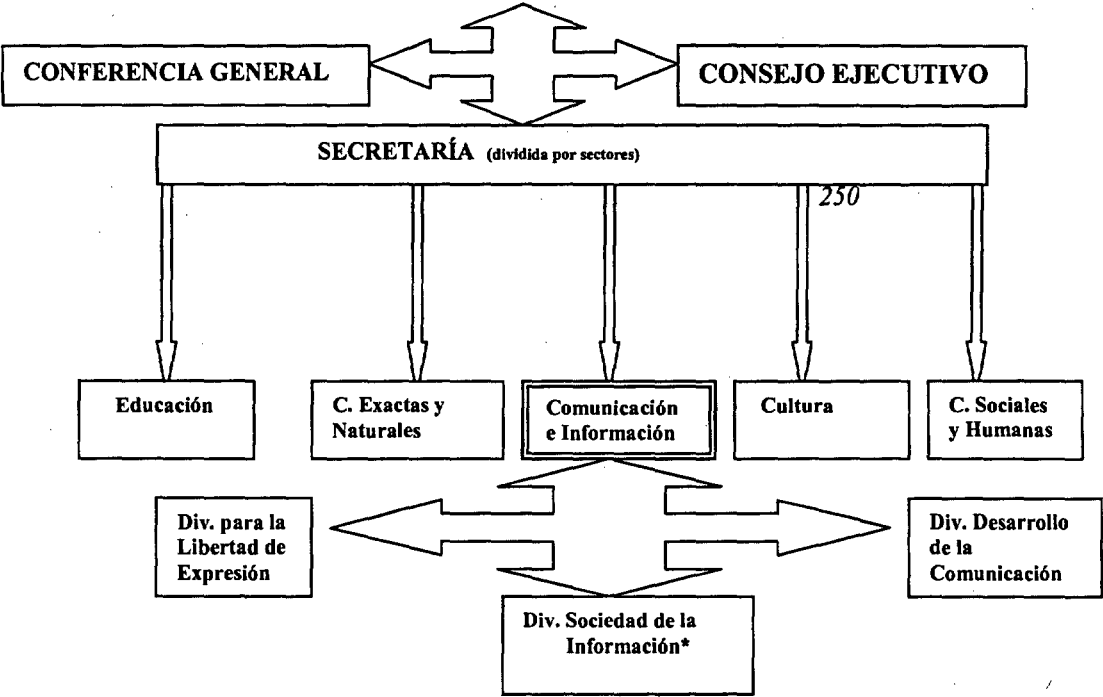 CONFERENCIA GENERAL
CONSEJO EJECUTIVO
SECRETARÍA (dividida por sectores)
250
Educación
C. Exactas y
Naturales
Comunicación
e Información
Cultura
C. Sociales
y Humanas
Div. para la
Libertad de
Expresión
Div. Desarrollo
de la
Comunicación
Div. Sociedad de la
Información*